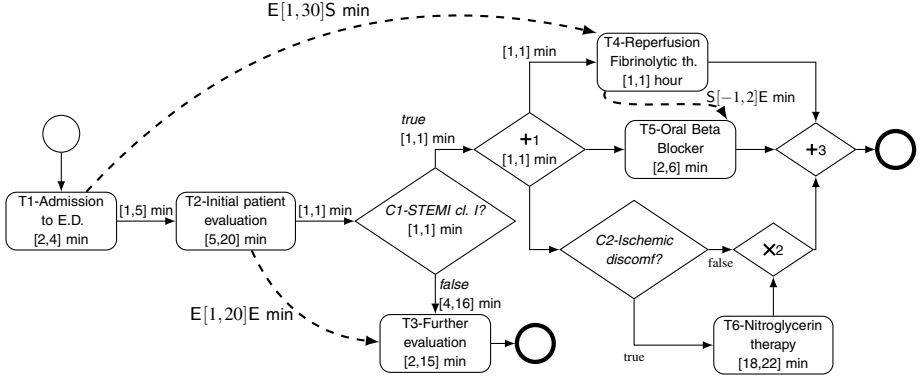 E[1,30]S min
T1-Admission
to E.D.
[2,4] min
[1,5] min
T2-Initial patient
evaluation
[5,20] min
[1,1] min
E[1,20]E min
C1-STEMI cl. I?
[1,1] min
true
[1,1] min
false
[4,16] min
T3-Further
evaluation
[2,15] min
+1
[1,1] min
[1,1] min
T4-Reperfusion
Fibrinolytic th.
[1,1] hour
S[−1,2]E min
T5-Oral Beta
Blocker
[2,6] min
+3
C2-Ischemic
discomf?
false
×2
true
T6-Nitroglycerin
therapy
[18,22] min